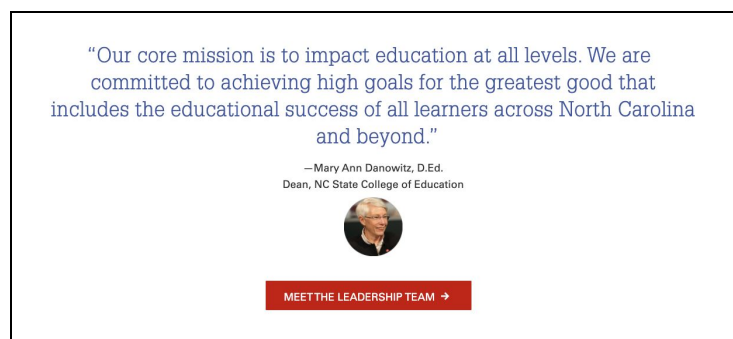 “Our core mission is to impact education at all levels. We are
committed to achieving high goals for the greatest good that
includes the educational success of all learners across North Carolina
and beyond.”
—Mary Ann Danowitz, D.Ed.
Dean, NC State College of Education
MEET THE LEADERSHIP TEAM →